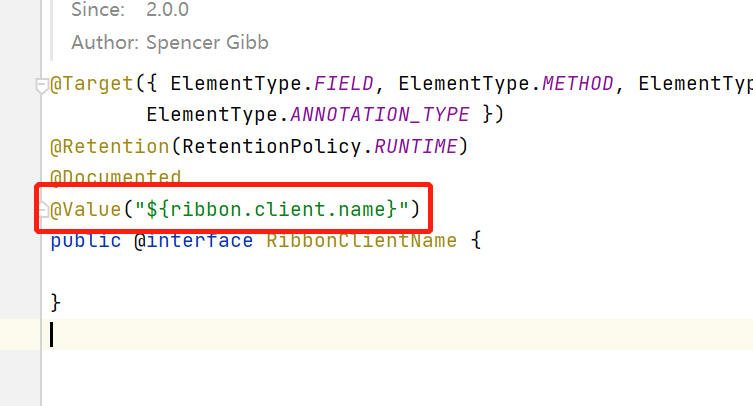 Since: 2.0.0
Author: Spencer Gibb
@Target({ ElementType.FIELD, ElementType.METHOD, ElementTyp
ElementType.ANNOTATION_TYPE })
@Retention(RetentionPolicy.RUNTIME)
@Documented
@Value("${ribbon.client.name}")
public @interface RibbonClientName {
}